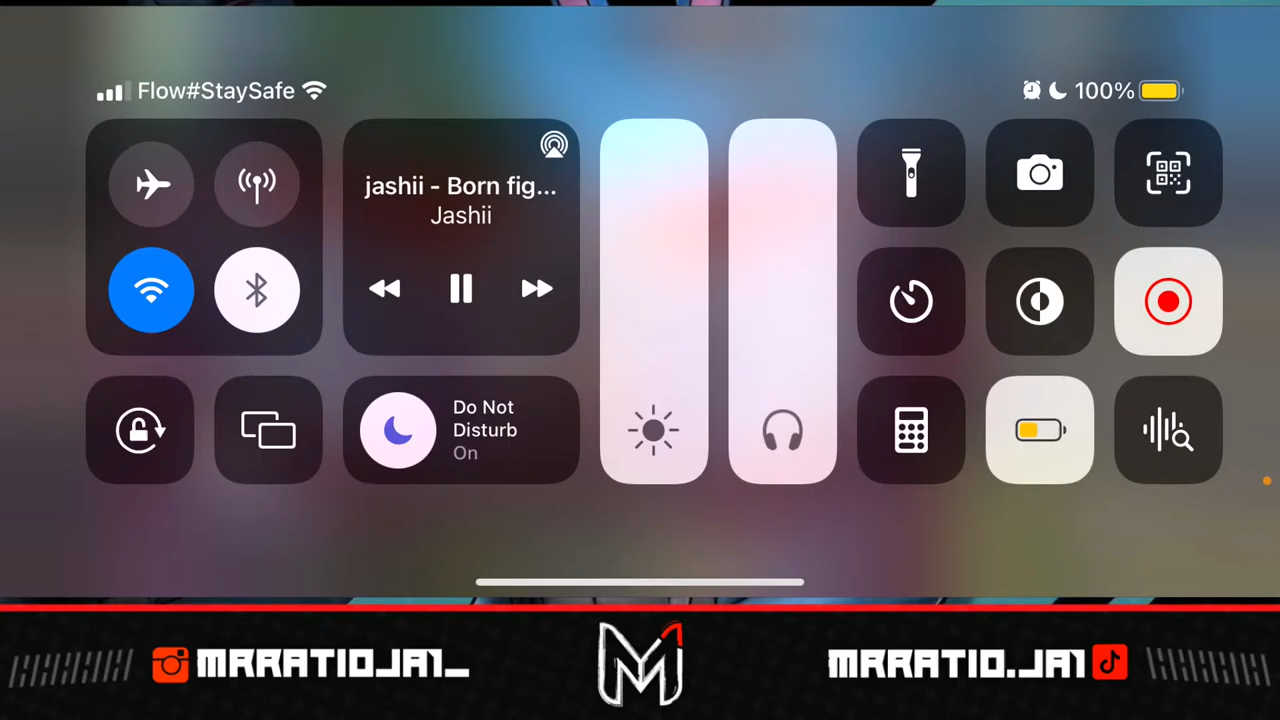 Flow#StaySafe
100%
jashii - Born fig...
Jashii
Do Not
Disturb
On
MRRATIOJA1_
MRRATIO.JA1